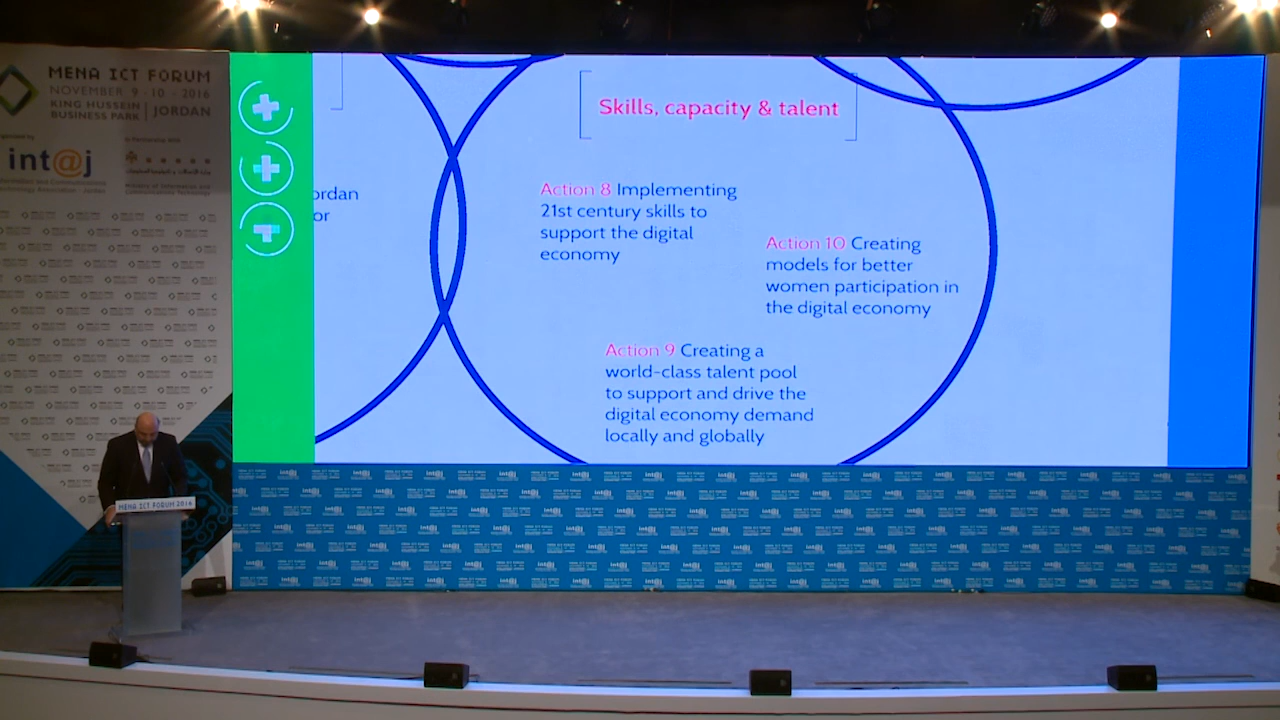 MENA ICT FORUM
NOVEMBER 9 - 10 - 2016
KING HUSSEIN
BUSINESS PARK
JORDAN
int@j
ordan
or
Skills, capacity & talent
Action 8 Implementing
21st century skills to
support the digital
economy
Action 10 Creating
models for better
women participation in
the digital economy
Action 9 Creating a
world-class talent pool
to support and drive the
digital economy demand
locally and globally
MENA ICT FORUM 2016